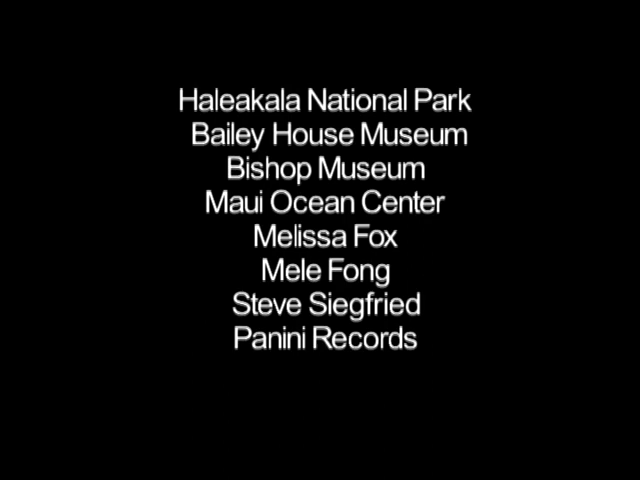 Haleakala National Park
Bailey House Museum
Bishop Museum
Maui Ocean Center
Melissa Fox
Mele Fong
Steve Siegfried
Panini Records